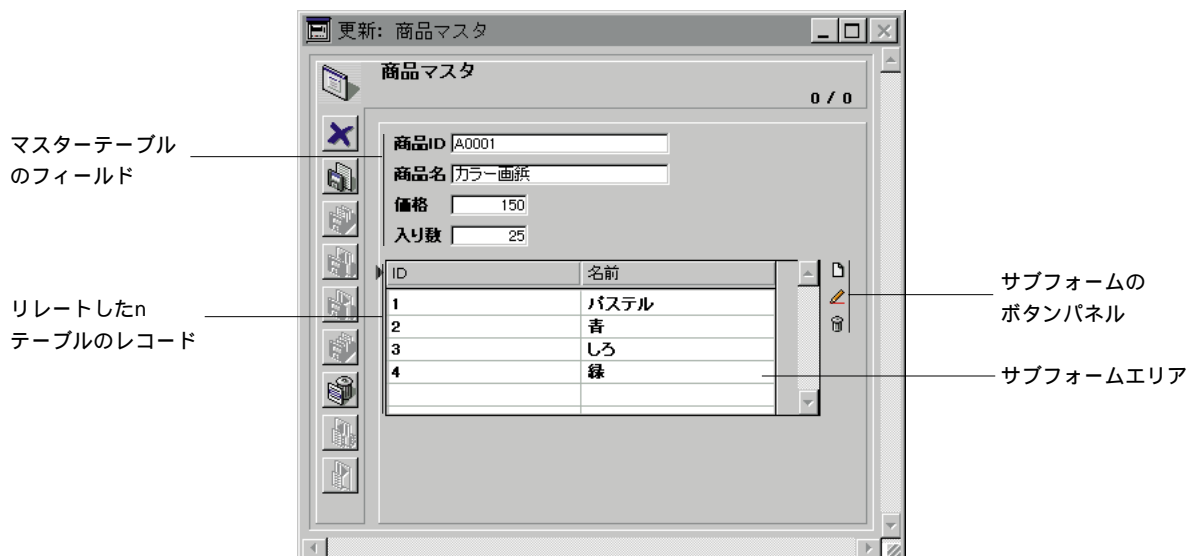 更新: 商品マスタ
商品マスタ
0 / 0
マスターテーブル
のフィールド
商品ID A0001
商品名 カラー画鋲
価格 150
入り数 25
リレートしたn
テーブルのレコード
ID 名前
1 パステル
2 青
3 しろ
4 緑
サブフォームの
ボタンパネル
サブフォームエリア